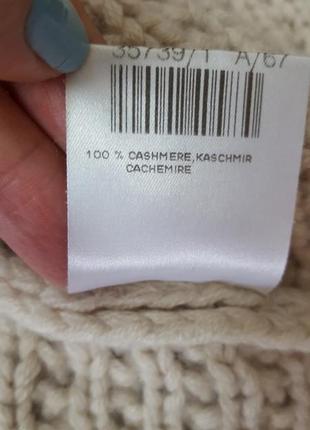 35739/1 A/67
100 % CASHMERE,KASCHMIR
CACHEMIRE